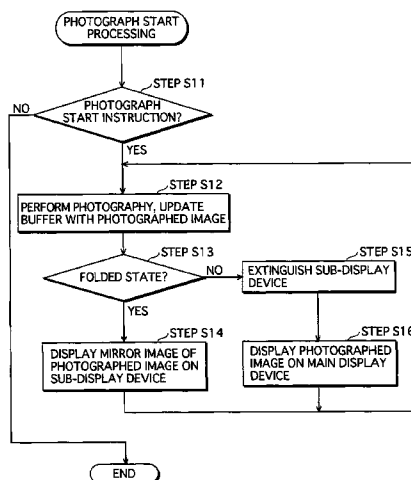 PHOTOGRAPH START
PROCESSING
STEP S11
NO
PHOTOGRAPH
START INSTRUCTION?
YES
STEP S12
PERFORM PHOTOGRAPHY, UPDATE
BUFFER WITH PHOTOGRAPHED IMAGE
STEP S13
FOLDED STATE?
NO
YES
STEP S15
EXTINGUISH SUB-DISPLAY
DEVICE
STEP S14
DISPLAY MIRROR IMAGE OF
PHOTOGRAPHED IMAGE ON
SUB-DISPLAY DEVICE
STEP S16
DISPLAY PHOTOGRAPHED
IMAGE ON MAIN DISPLAY
DEVICE
END